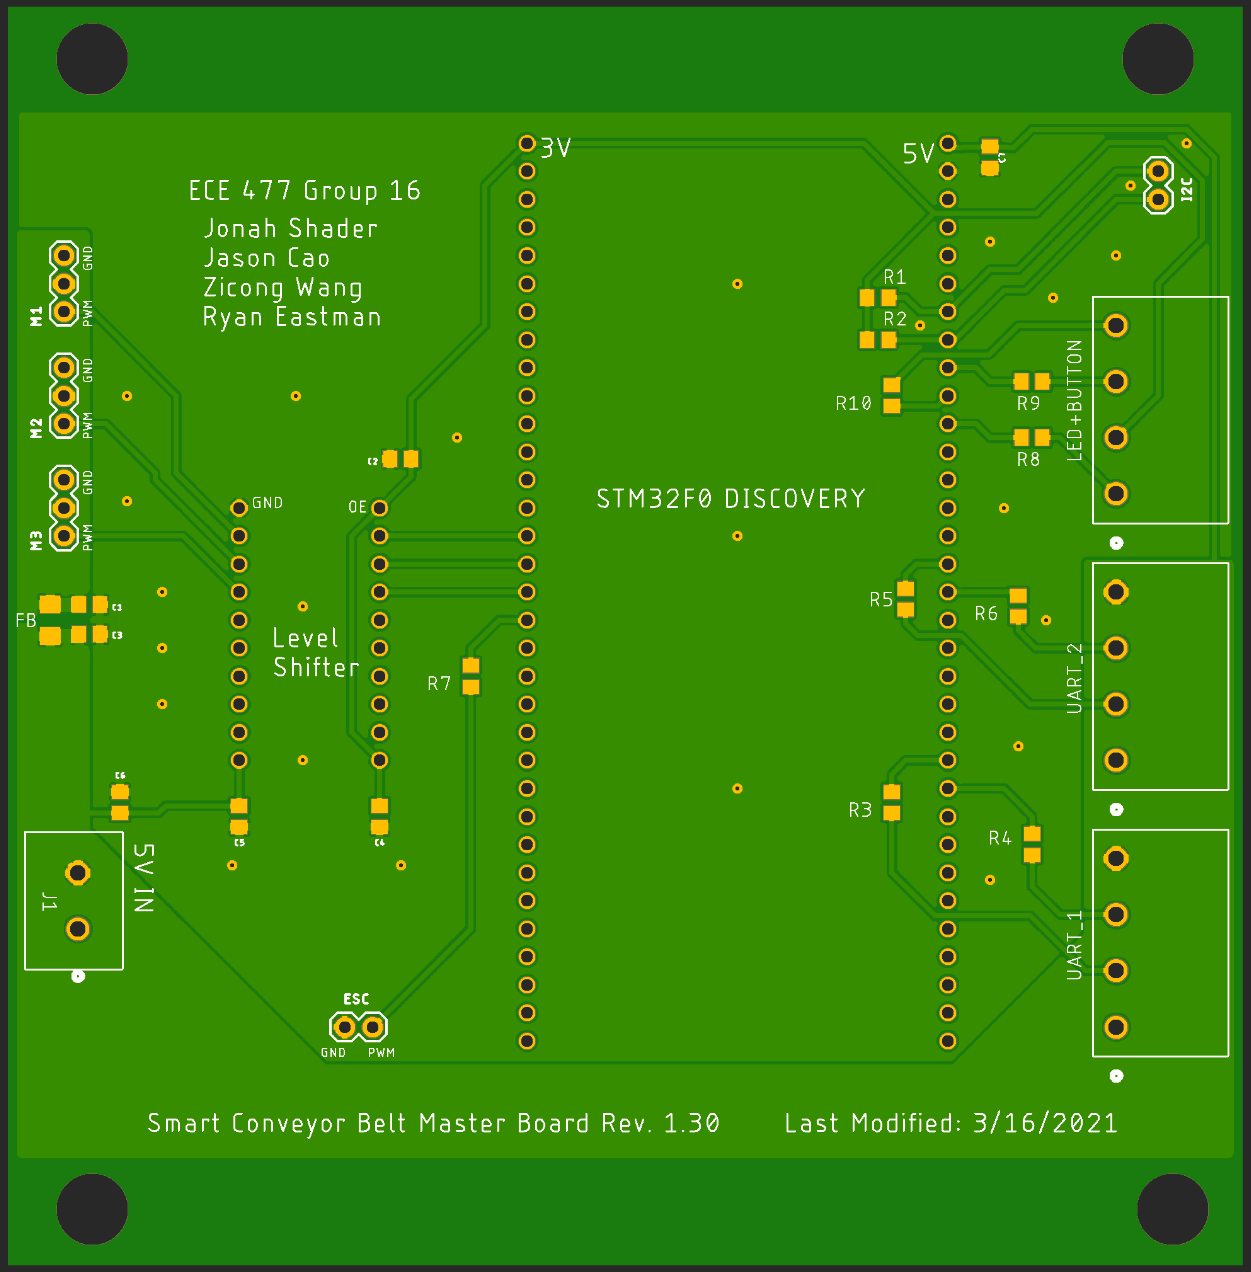 3V
5V
C
ECE 477 Group 16
I2C
Jonah Shader
Jason Cao
Zicong Wang
Ryan Eastman
GND
M1
PWM
R1
R2
GND
M2
PWM
R10
R9
LED+BUTTON
C2
R8
GND
M3
PWM
GND
OE
STM32F0 DISCOVERY
FB
C1
C3
R5
R6
Level
Shifter
R7
UART_2
C6
R3
R4
C5
C4
5V IN
J1
UART_1
ESC
GND
PWM
Smart Conveyor Belt Master Board Rev. 1.30
Last Modified: 3/16/2021